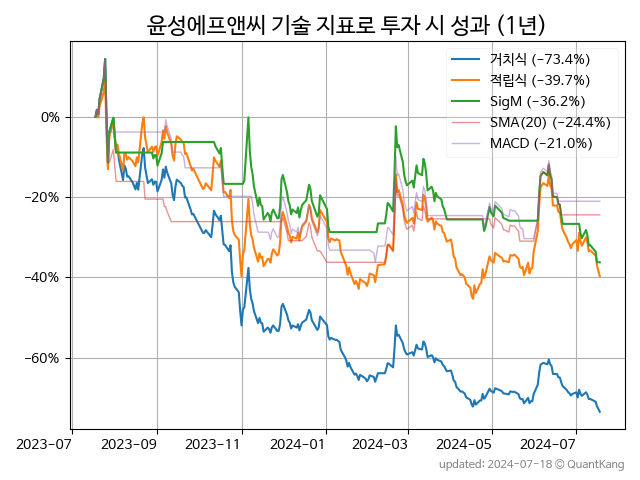 윤성에프앤씨 기술 지표로 투자 시 성과 (1년)
거치식 (−73.4%)
적립식 (−39.7%)
SigM (−36.2%)
SMA(20) (−24.4%)
MACD (−21.0%)
0%
−20%
−40%
−60%
2023-07 2023-09 2023-11 2024-01 2024-03 2024-05 2024-07
updated: 2024-07-18 © QuantKang